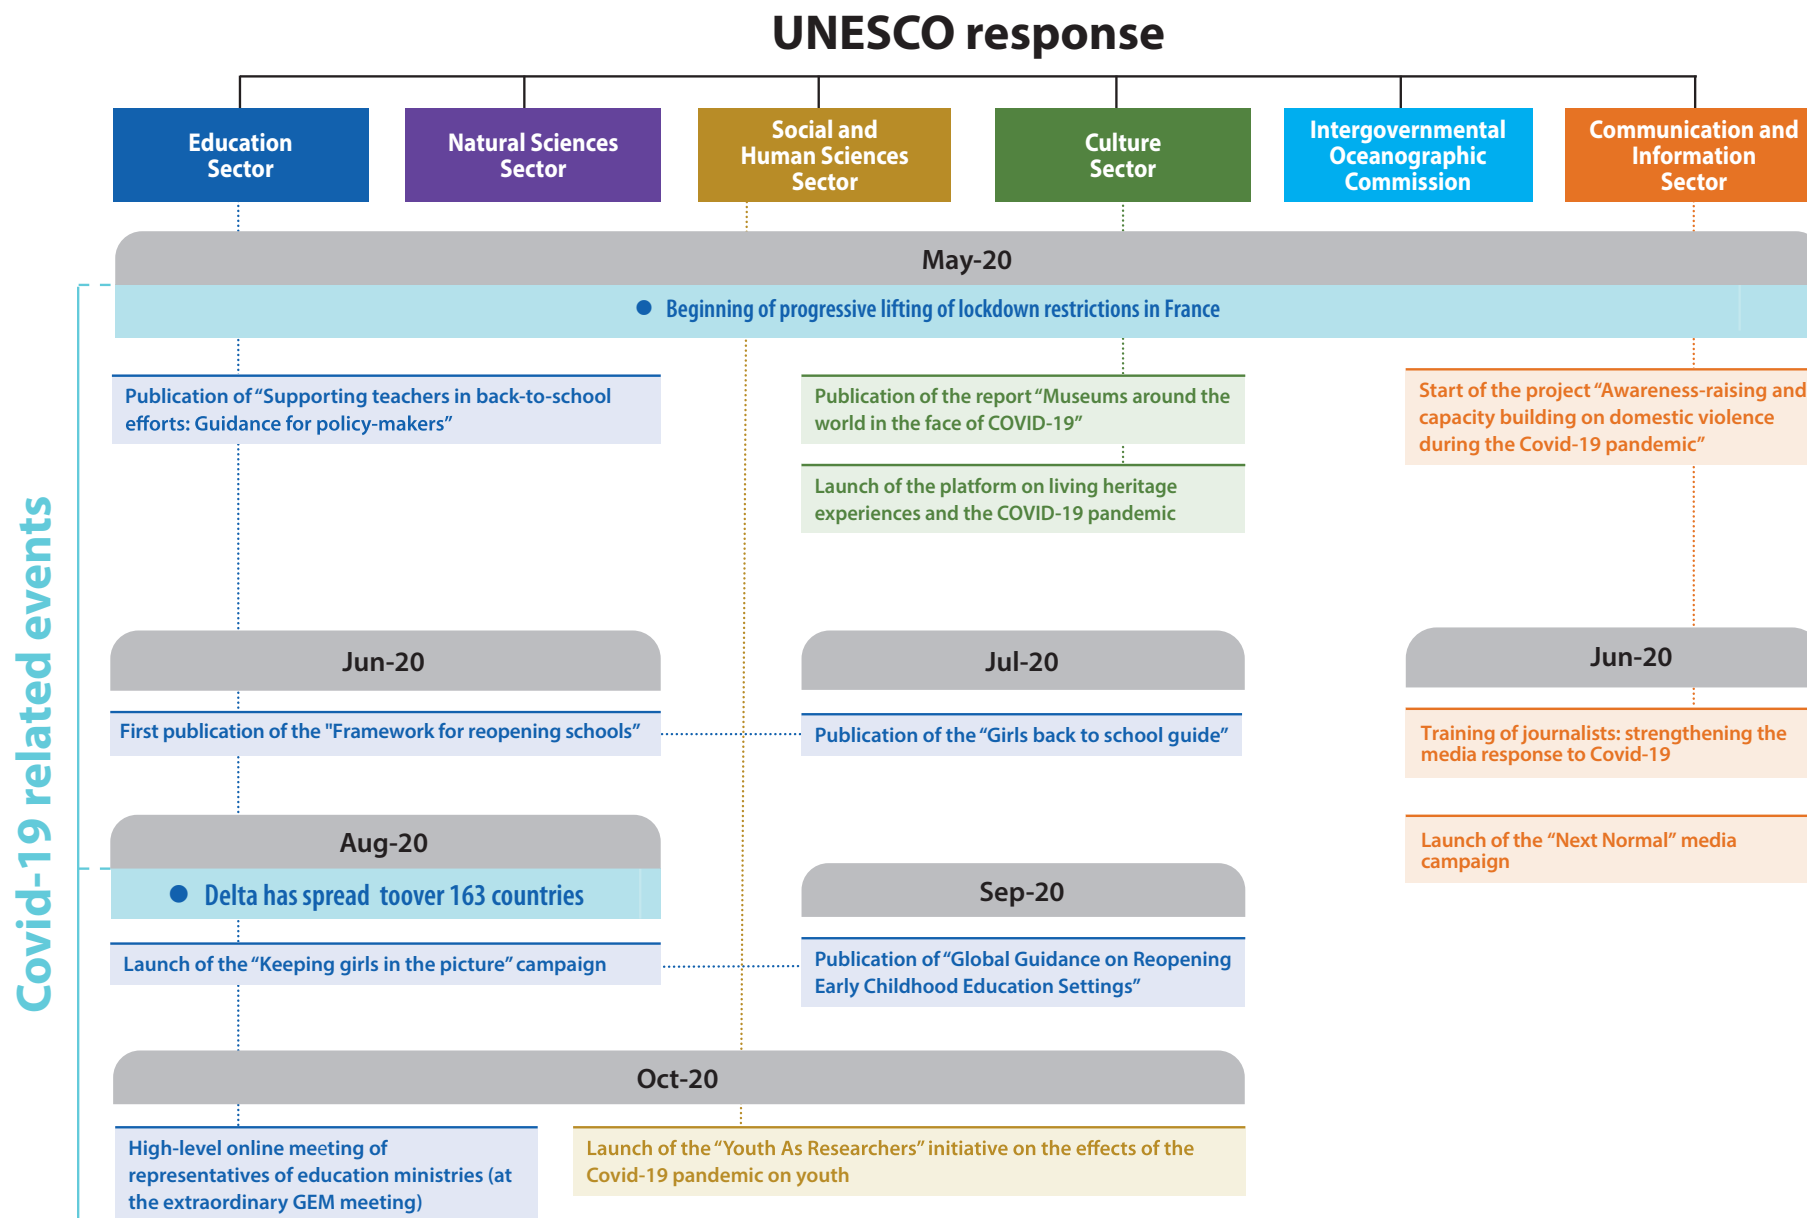 UNESCO response
Education
Sector
Natural Sciences
Sector
Social and
Human Sciences
Sector
Culture
Sector
Intergovernmental
Oceanographic
Commission
Communication and
Information
Sector
Covid-19 related events
May-20
Beginning of progressive lifting of lockdown restrictions in France
Publication of “Supporting teachers in back-to-school
efforts: Guidance for policy-makers”
Publication of the report “Museums around the
world in the face of COVID-19”
Launch of the platform on living heritage
experiences and the COVID-19 pandemic
Start of the project “Awareness-raising and
capacity building on domestic violence
during the Covid-19 pandemic”
Jun-20
First publication of the "Framework for reopening schools”
Jul-20
Publication of the “Girls back to school guide”
Jun-20
Training of journalists: strengthening the
media response to Covid-19
Launch of the “Next Normal” media
campaign
Aug-20
Delta has spread toover 163 countries
Launch of the “Keeping girls in the picture” campaign
Sep-20
Publication of “Global Guidance on Reopening
Early Childhood Education Settings”
Oct-20
High-level online meeting of
representatives of education ministries (at
the extraordinary GEM meeting)
Launch of the “Youth As Researchers” initiative on the effects of the
Covid-19 pandemic on youth